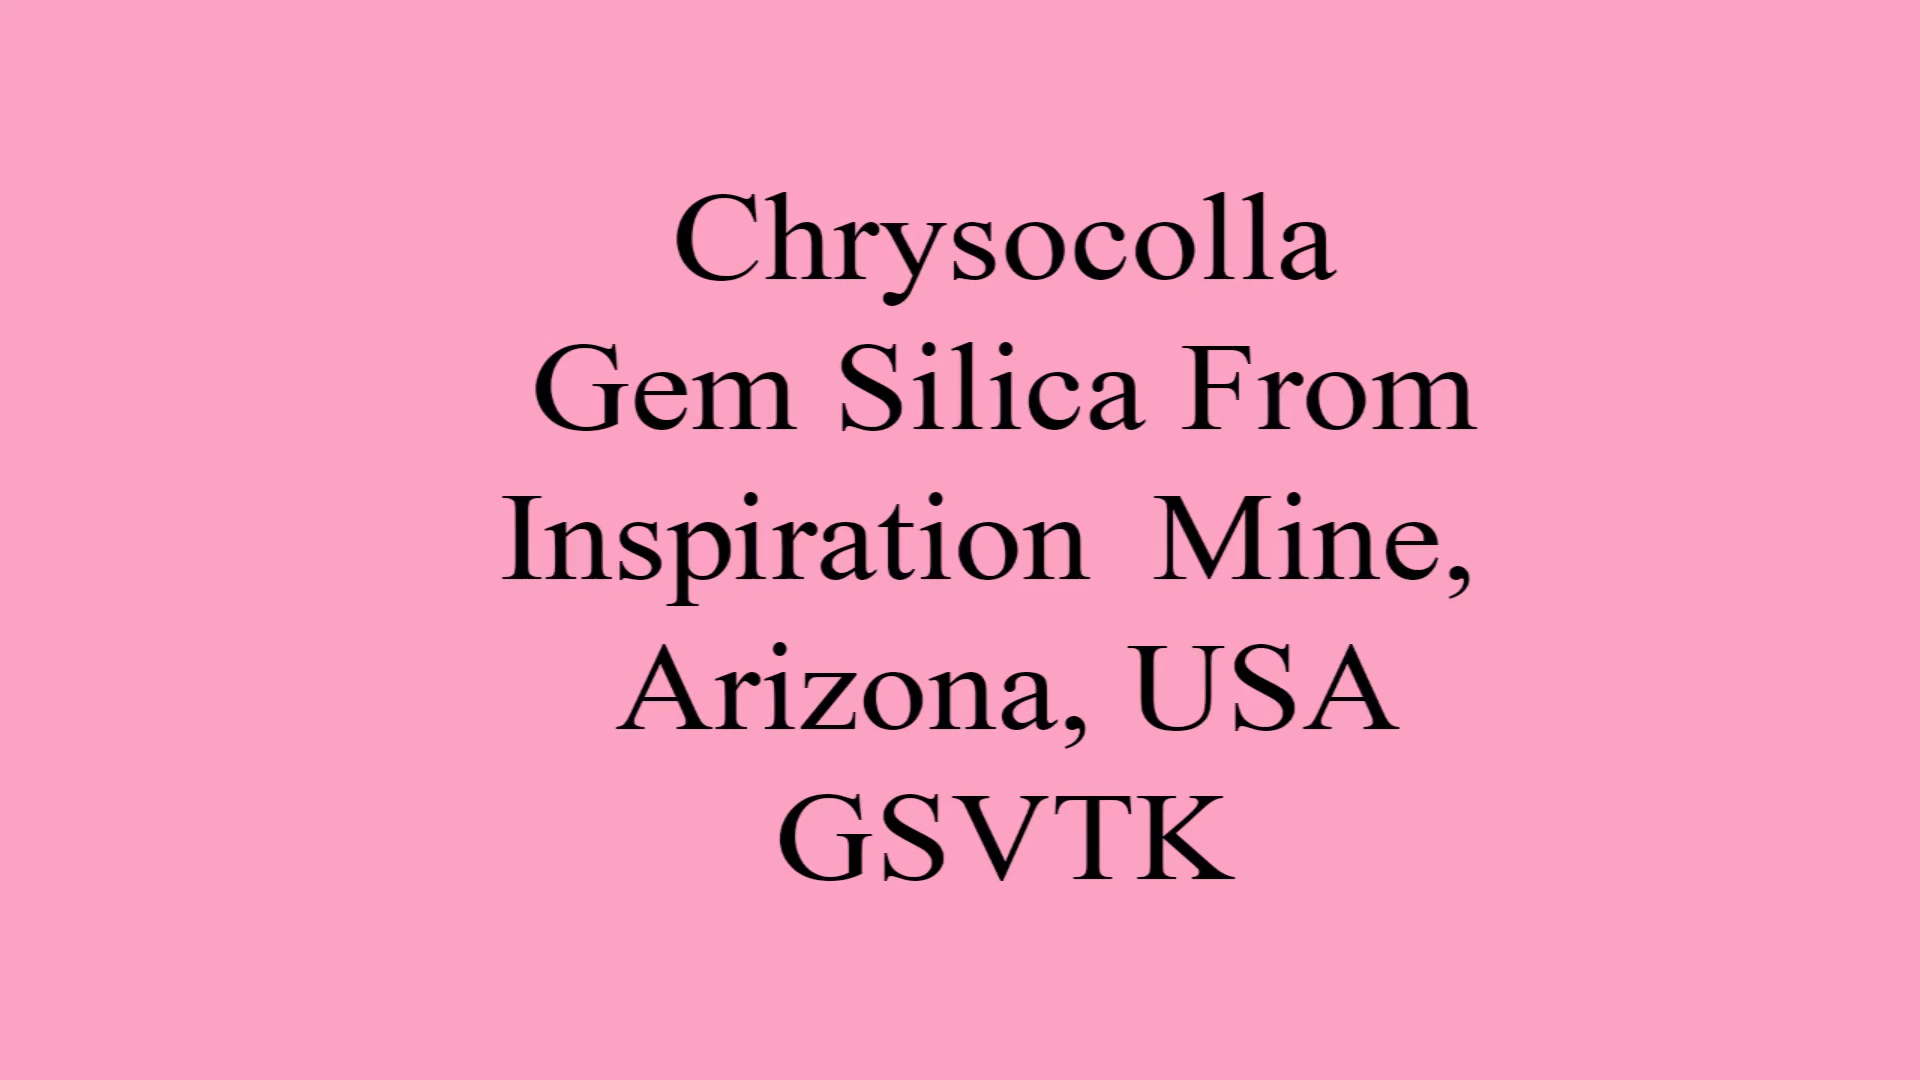 Chrysocolla
Gem Silica From
Inspiration  Mine,
Arizona, USA
GSVTK